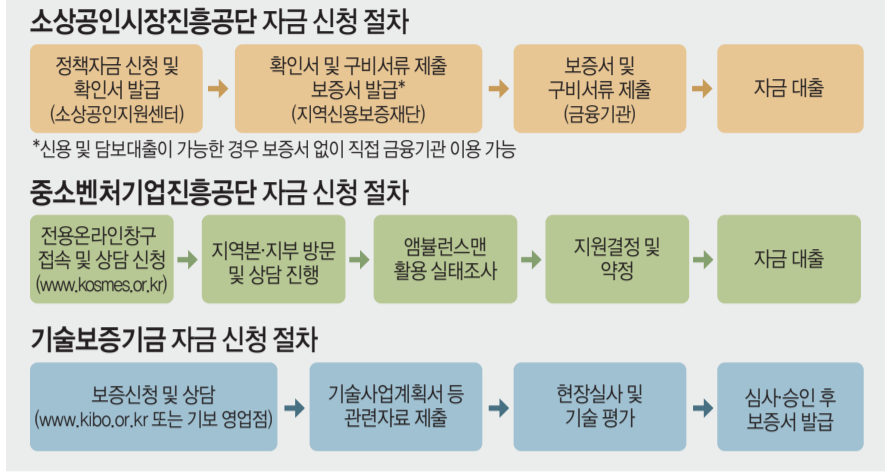 소상공인시장진흥공단 자금 신청 절차
정책자금 신청 및
확인서 발급
(소상공인지원센터)
확인서 및 구비서류 제출
보증서 발급*
(지역신용보증재단)
보증서 및
구비서류 제출
(금융기관)
자금 대출
*신용 및 담보대출이 가능한 경우 보증서 없이 직접 금융기관 이용 가능
중소벤처기업진흥공단 자금 신청 절차
전용온라인창구
접속 및 상담 신청
(www.kosmes.or.kr)
지역본·지부 방문
및 상담 진행
앰뷸런스맨
활용 실태조사
지원결정 및
약정
자금 대출
기술보증기금 자금 신청 절차
보증신청 및 상담
(www.kibo.or.kr 또는 기보 영업점)
기술사업계획서 등
관련자료 제출
현장실사 및
기술 평가
심사·승인 후
보증서 발급